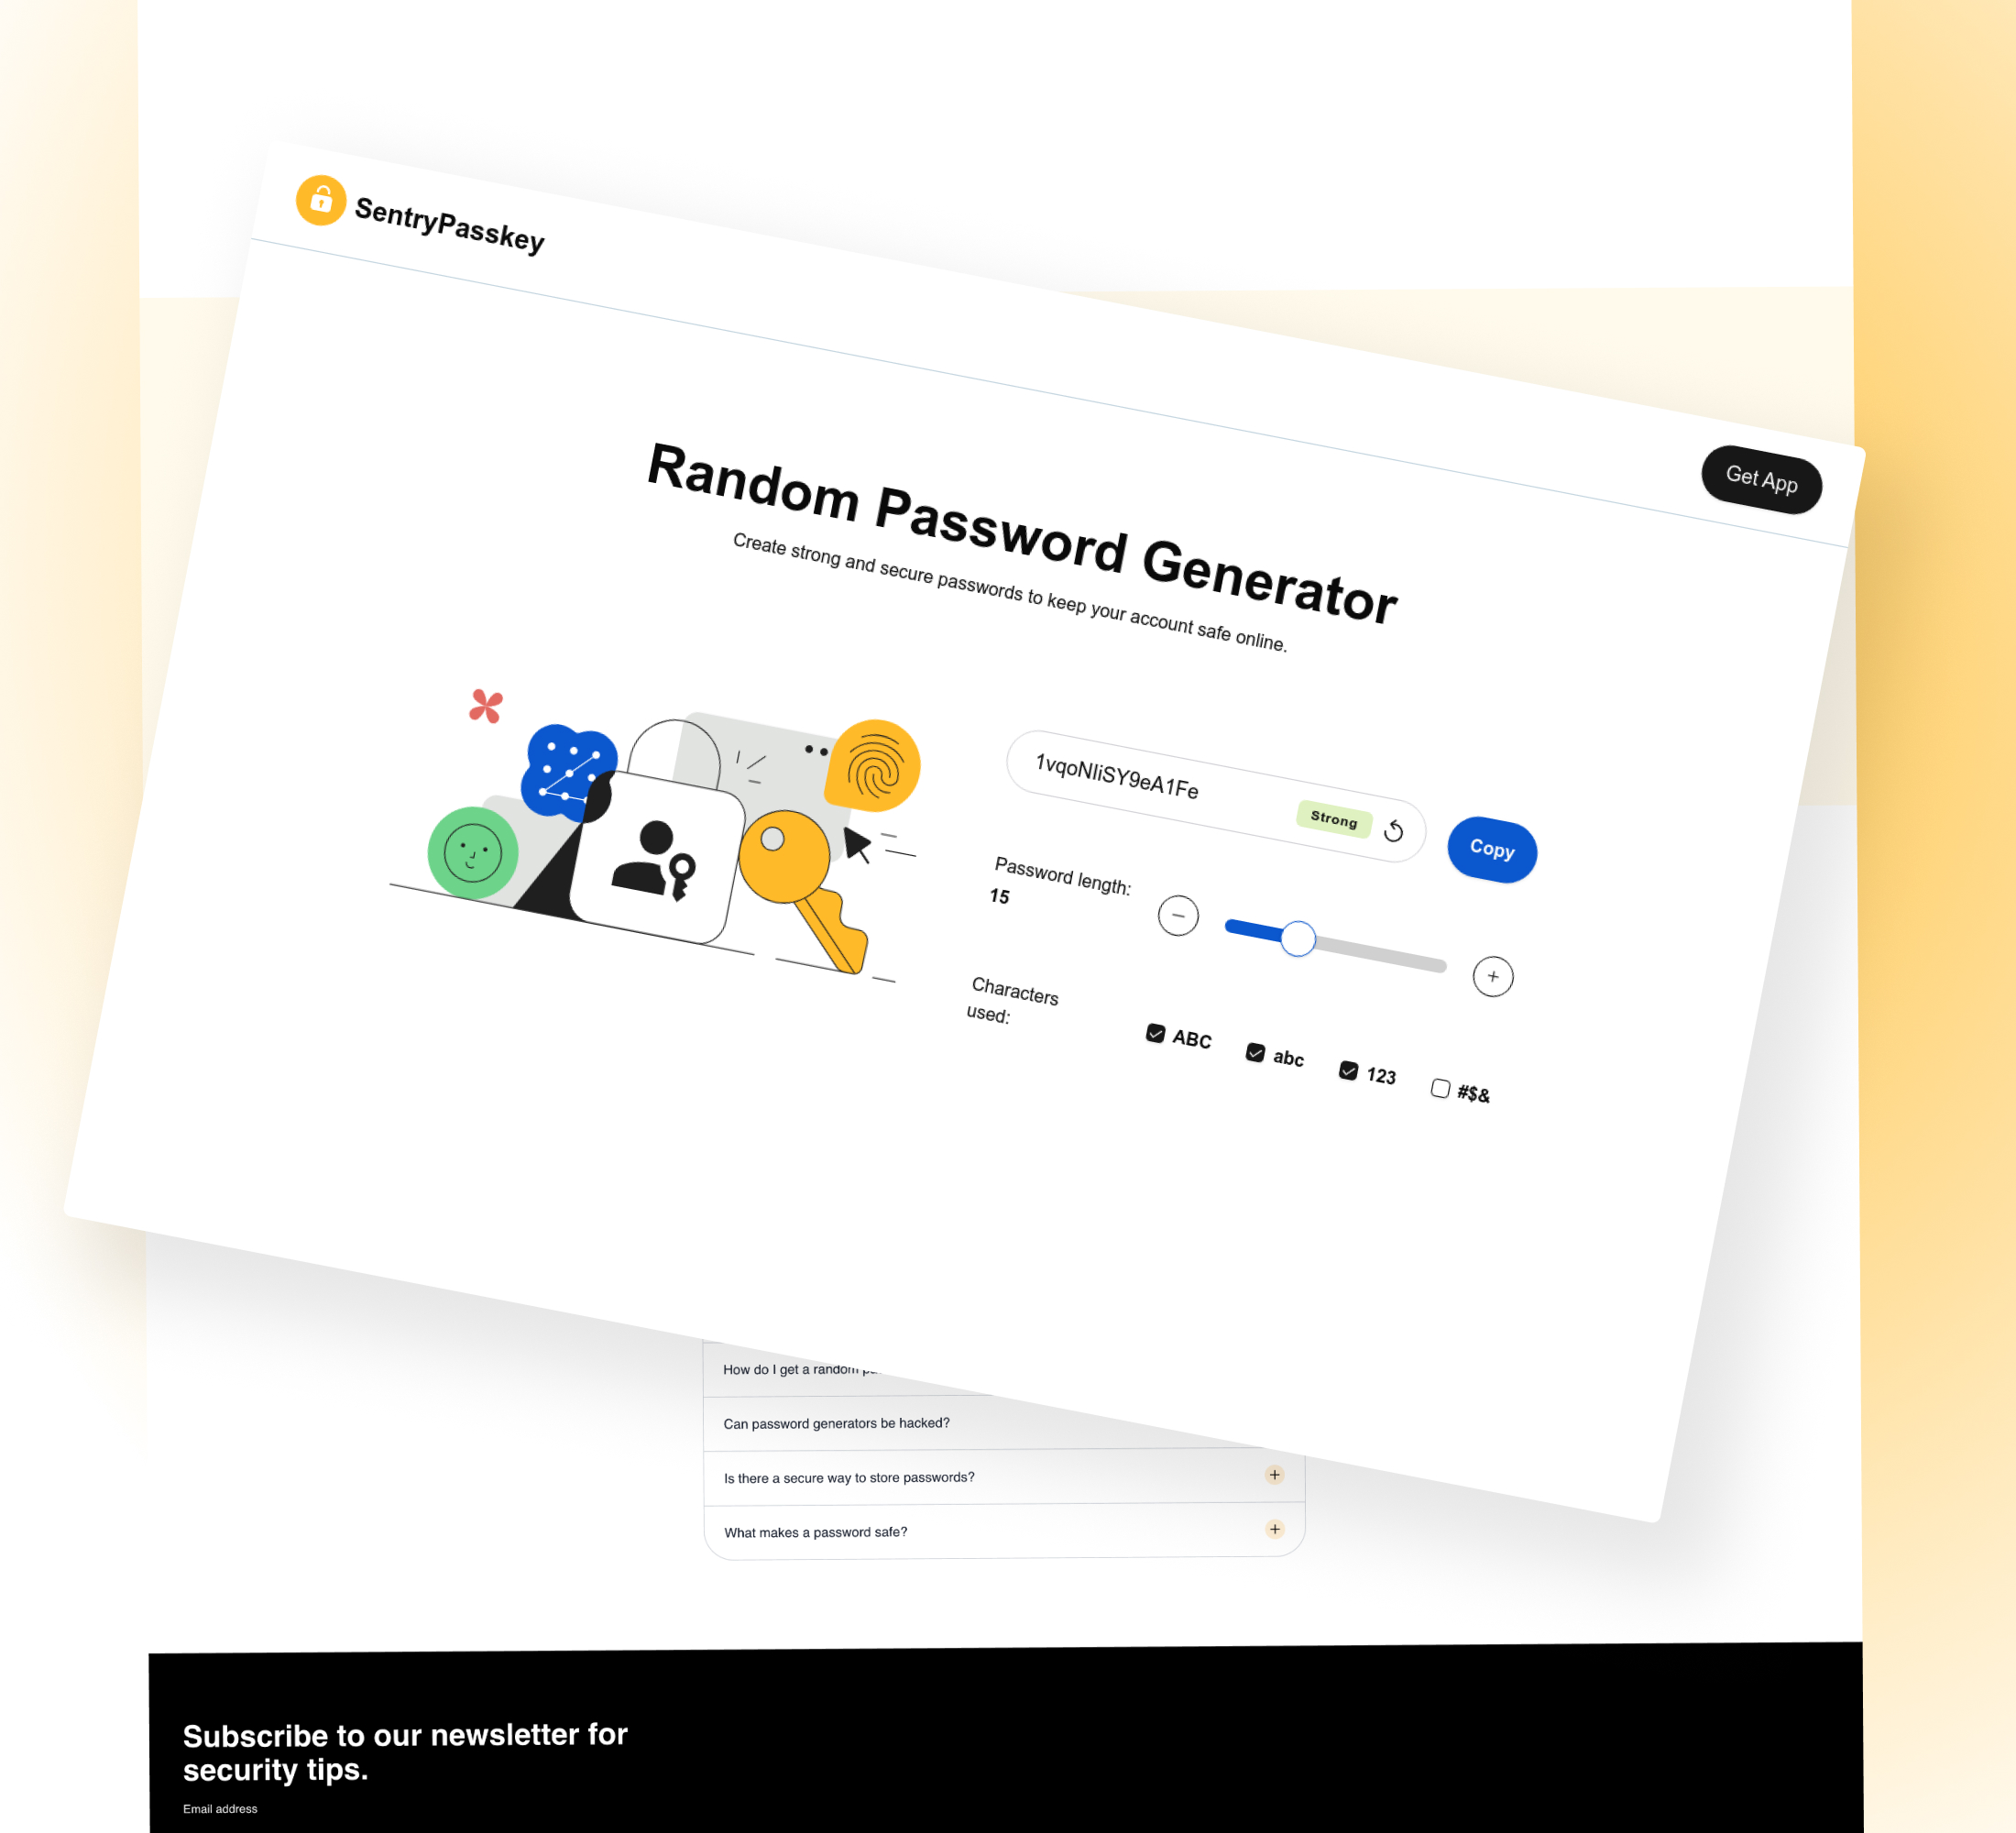 SentryPasskey
Get App
Random Password Generator
Create strong and secure passwords to keep your account safe online.
1vqoNIiSY9eA1Fe
Strong
Copy
Password length:
15
Characters
used:
ABC
abc
123
#$&
How do I get a random
Can password generators be hacked?
Is there a secure way to store passwords?
What makes a password safe?
Subscribe to our newsletter for
security tips.
Email address